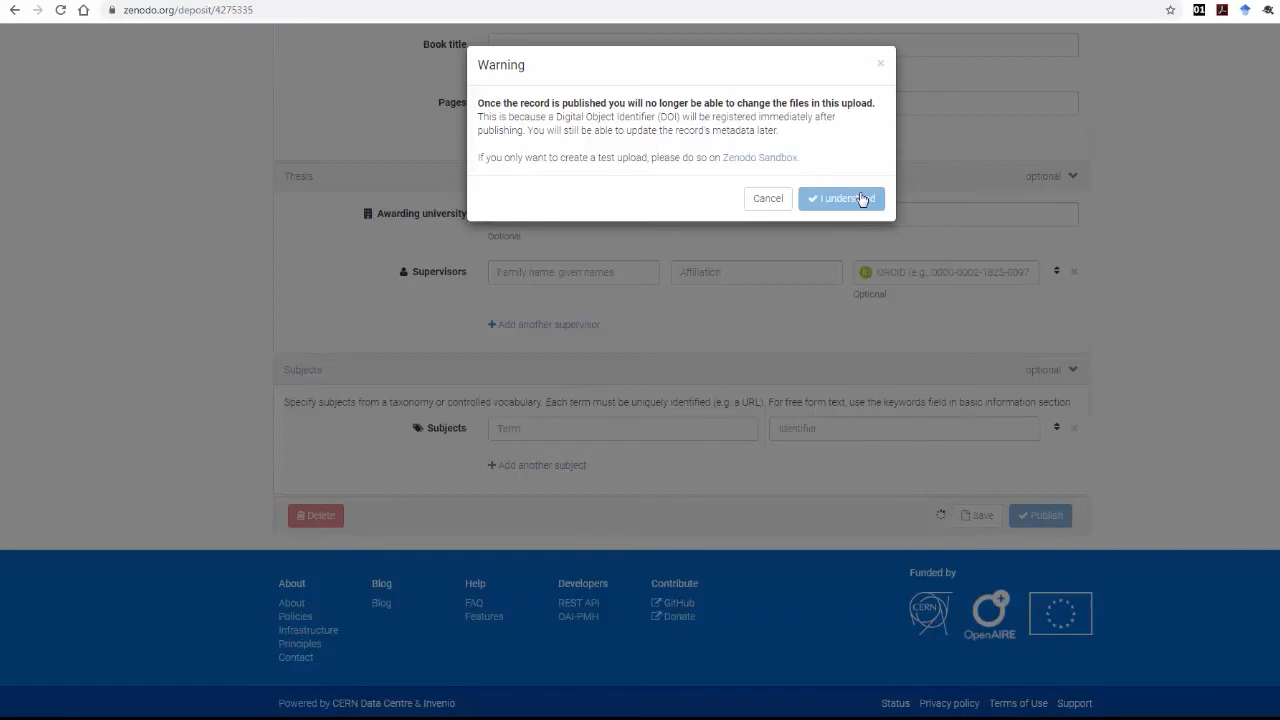 zenodo.org/deposit/4275335
Book title
Warning
×
Once the record is published you will no longer be able to change the files in this upload.
This is because a Digital Object Identifier (DOI) will be registered immediately after
publishing. You will still be able to update the record's metadata later.
Pages
If you only want to create a test upload, please do so on Zenodo Sandbox.
Thesis
optional
Cancel
I understand
Awarding university
Optional
Supervisors
Family name, given names
Affiliation
ORCID (e.g., 0000-0002-1825-0097
Optional
Add another supervisor
Subjects
optional
Specify subjects from a taxonomy or controlled vocabulary. Each term must be uniquely identified (e.g. a URL). For free form text, use the keywords field in basic information section
Subjects
Term
Identifier
Add another subject
Delete
Save
Publish
About
Blog
Help
Developers
Contribute
Funded by
About
Blog
FAQ
REST API
GitHub
Policies
Features
OAI-PMH
Donate
Infrastructure
Principles
Contact
CERN
OpenAIRE
Powered by CERN Data Centre & Invenio
Status
Privacy policy
Terms of Use
Support